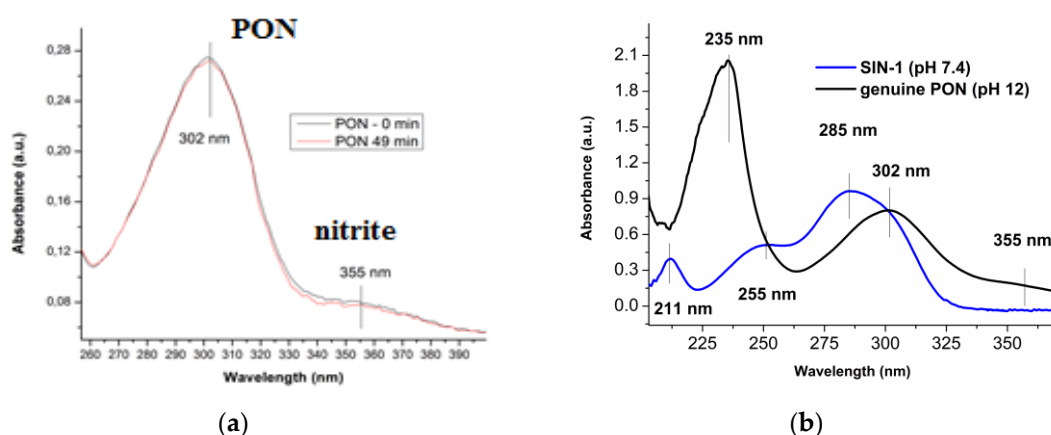 PON
0,28
0,24
0,20
0,16
0,12
0,08
302 nm
PON - 0 min
PON 49 min
nitrite
355 nm
260 270 280 290 300 310 320 330 340 350 360 370 380 390
Wavelength (nm)
Absorbance (a.u.)
(a)
235 nm
SIN-1 (pH 7.4)
genuine PON (pH 12)
285 nm
302 nm
355 nm
255 nm
211 nm
2.1
1.8
1.5
1.2
0.9
0.6
0.3
0.0
225 250 275 300 325 350
Wavelength (nm)
Absorbance (a.u.)
(b)